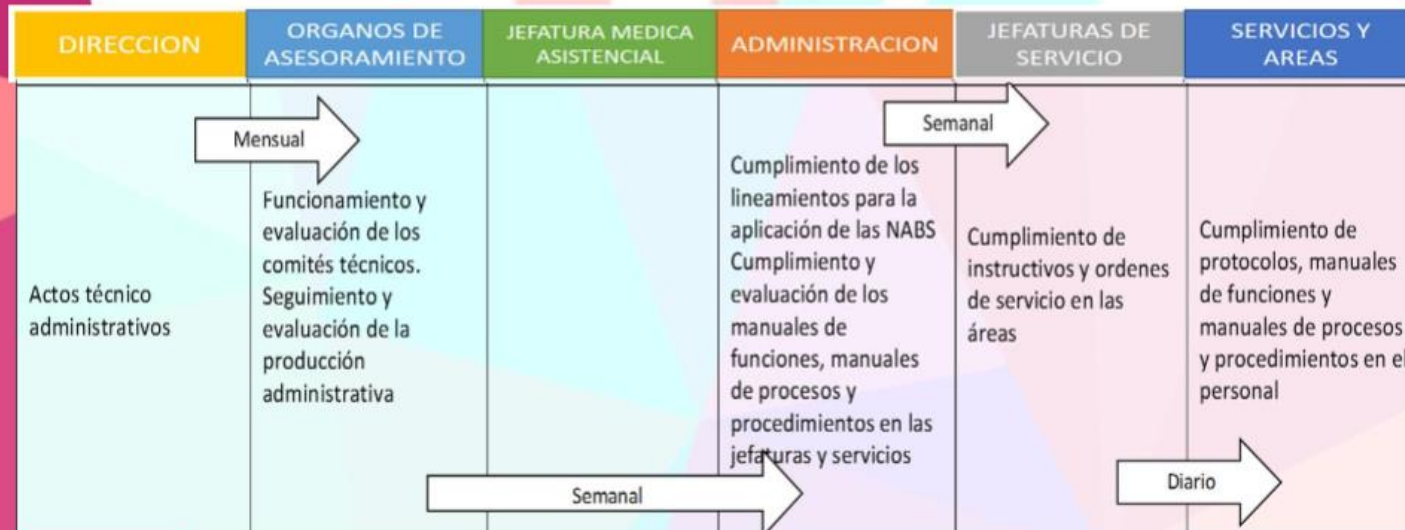 DIRECCION
ORGANOS DE
ASESORAMIENTO
JEFATURA MEDICA
ASISTENCIAL
ADMINISTRACION
JEFATURAS DE
SERVICIO
SERVICIOS Y
AREAS
Mensual
Semanal
Actos técnico
administrativos
Funcionamiento y
evaluación de los
comités técnicos.
Seguimiento y
evaluación de la
producción
administrativa
Cumplimiento de los
lineamientos para la
aplicación de las NABS
Cumplimiento y
evaluación de los
manuales de
funciones, manuales
de procesos y
procedimientos en las
jefaturas y servicios
Cumplimiento de
instructivos y ordenes
de servicio en las
áreas
Cumplimiento de
protocolos, manuales
de funciones y
manuales de procesos
y procedimientos en el
personal
Semanal
Diario